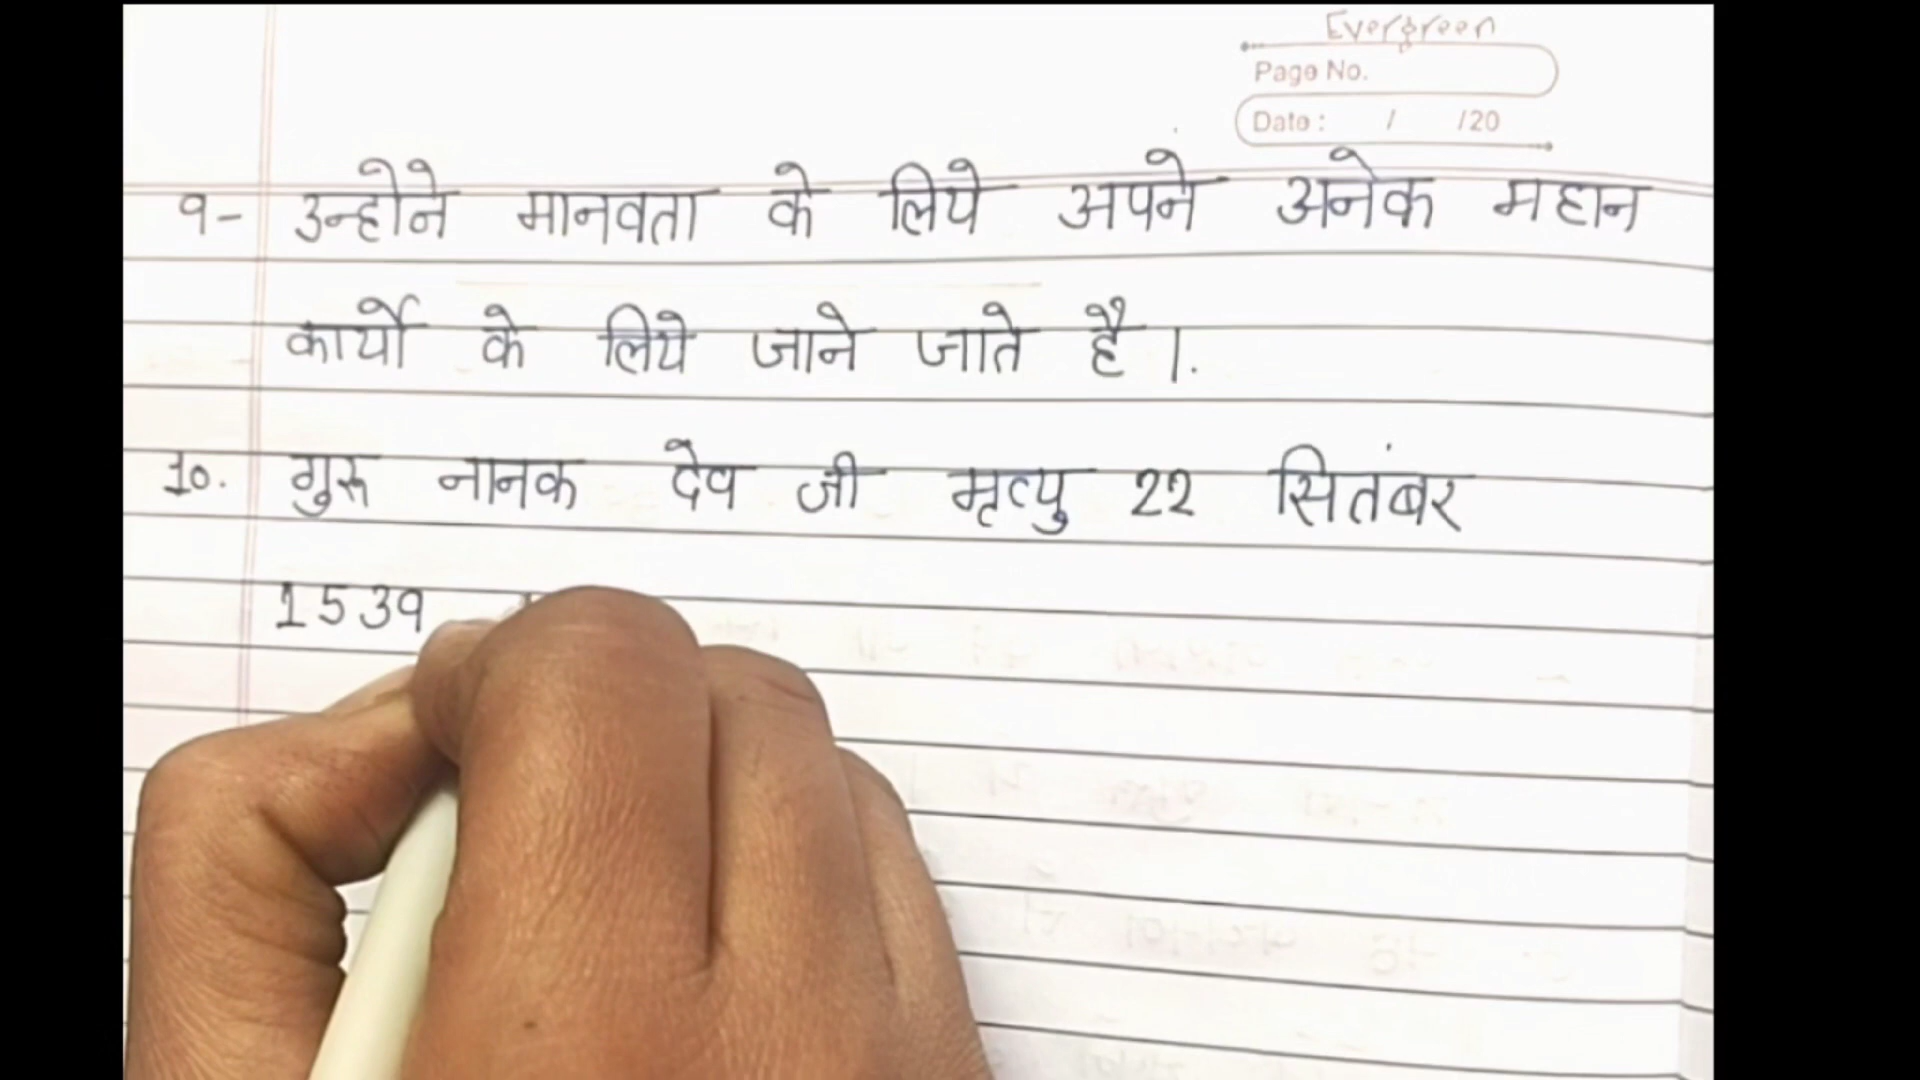 Evergreen
Page No.
Date : / /20
9- उन्होने मानवता के लिये अपने अनेक महान
कार्यो के लिये जाने जाते है ।.
10. गुरू नानक देव जी मृत्यु 22 सितंबर
1539